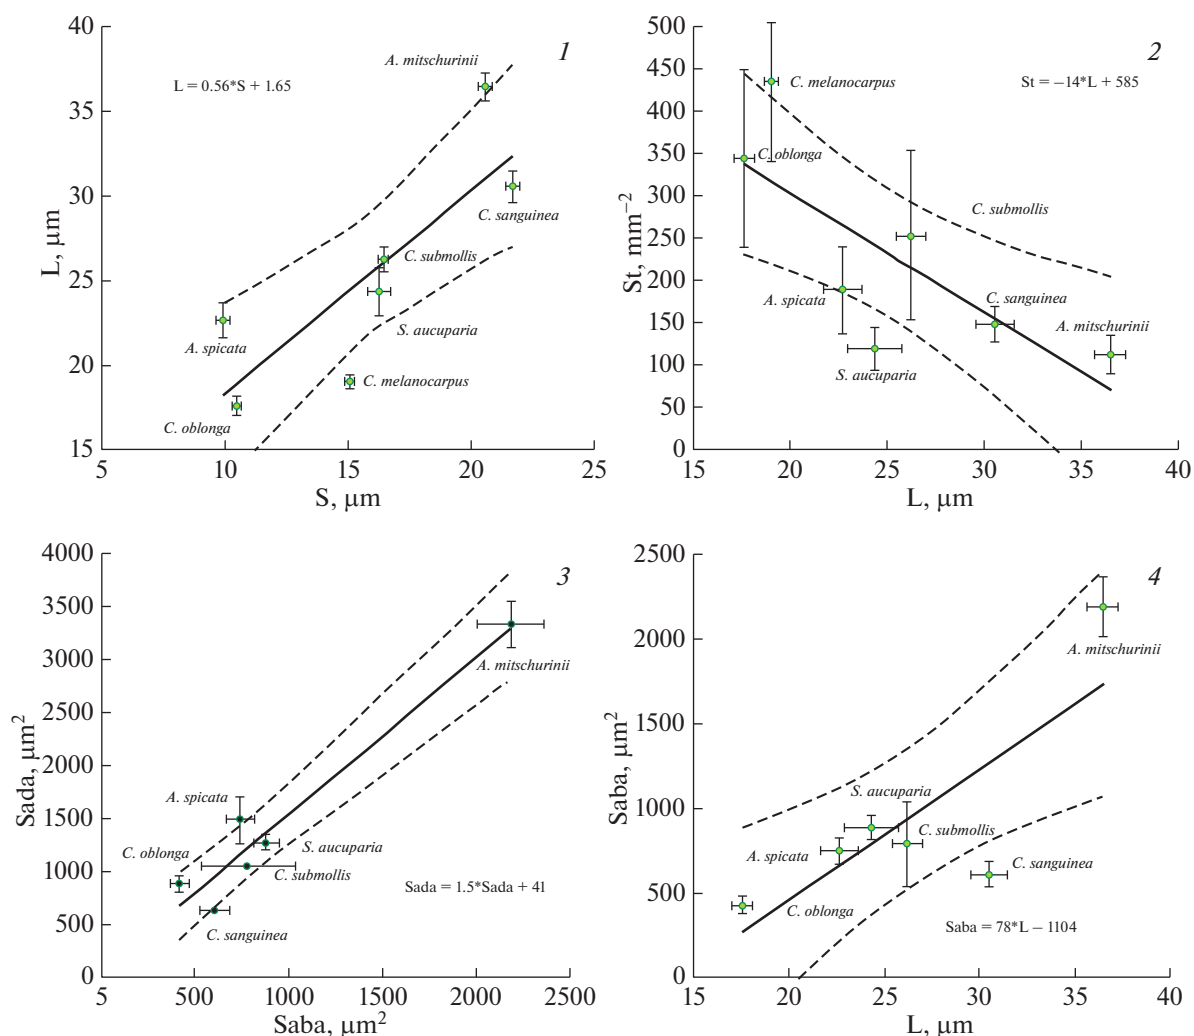 1
40
35
30
25
20
15
L, μm
L = 0.56*S + 1.65
A. mitschurinii
C. sanguinea
C. submollis
S. aucuparia
A. spicata
C. melanocarpus
C. oblonga
5 10 15 20 25
S, μm
2
500
450
400
350
300
250
200
150
100
50
0
St, mm−2
St = −14*L + 585
C. melanocarpus
C. oblonga
C. submollis
A. spicata
C. sanguinea
A. mitschurinii
S. aucuparia
15 20 25 30 35 40
L, μm
3
4000
3500
3000
2500
2000
1500
1000
500
0
Sada, μm2
A. mitschurinii
A. spicata
S. aucuparia
C. oblonga
C. submollis
Sada = 1.5*Sada + 41
C. sanguinea
5 500 1000 1500 2000 2500
Saba, μm2
4
2500
2000
1500
1000
500
0
Saba, μm2
A. mitschurinii
S. aucuparia
C. submollis
A. spicata
C. sanguinea
C. oblonga
Saba = 78*L – 1104
15 20 25 30 35 40
L, μm